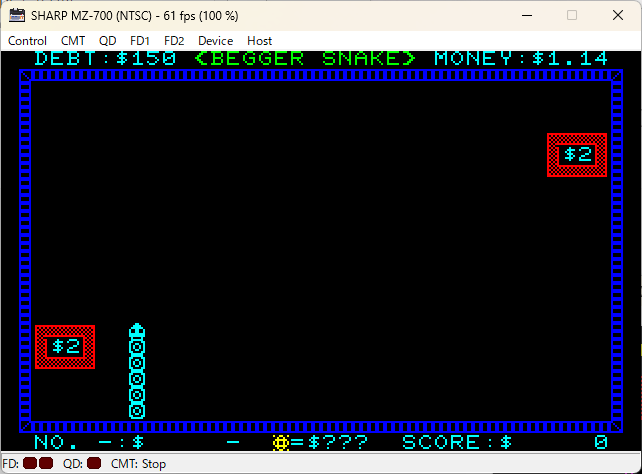 SHARP MZ-700 (NTSC) - 61 fps (100 %)
Control CMT QD FD1 FD2 Device Host
DEBT:$150 <BEGGER SNAKE> MONEY:$1.14
$2
$2
NO. -:$ - =$??? SCORE:$ 0
FD: QD: CMT: Stop